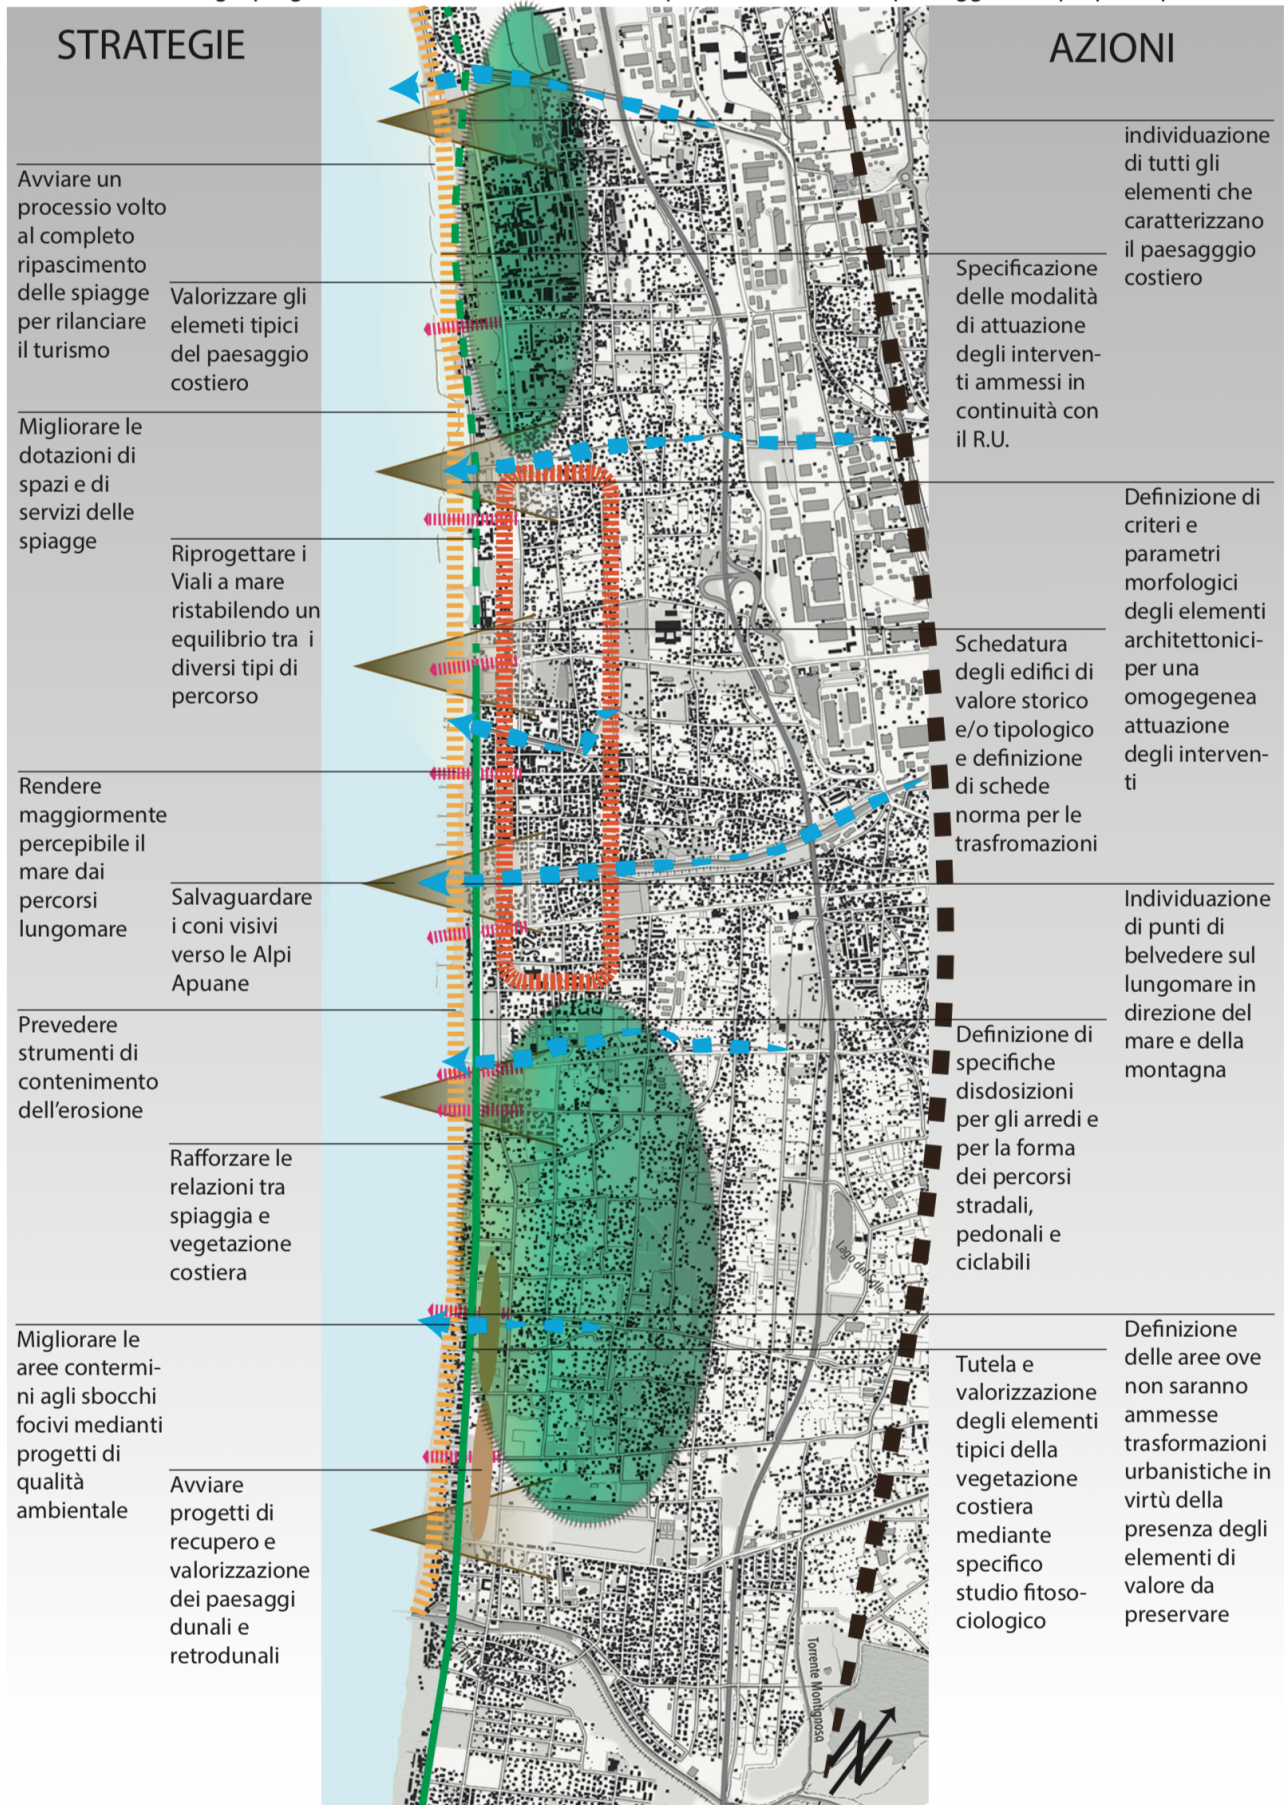 STRATEGIE
Avviare un
processio volto
al completo
ripascimento
delle spiagge
per rilanciare
il turismo
Valorizzare gli
elemeti tipici
del paesaggio
costiero
Migliorare le
dotazioni di
spazi e di
servizi delle
spiagge
Riprogettare i
Viali a mare
ristabilendo un
equilibrio tra i
diversi tipi di
percorso
Rendere
maggiormente
percepibile il
mare dai
percorsi
lungomare
Salvaguardare
i coni visivi
verso le Alpi
Apuane
Prevedere
strumenti di
contenimento
dell'erosione
Rafforzare le
relazioni tra
spiaggia e
vegetazione
costiera
Migliorare le
aree contermi-
ni agli sbocchi
focivi medianti
progetti di
qualità
ambientale
Avviare
progetti di
recupero e
valorizzazione
dei paesaggi
dunali e
retrodunali
Torrente Montignoso
N
AZIONI
individuazione
di tutti gli
elementi che
caratterizzano
il paesagggio
costiero
Specificazione
delle modalità
di attuazione
degli interven-
ti ammessi in
continuità con
il R.U.
Definizione di
criteri e
parametri
morfologici
degli elementi
architettonici-
per una
omogegenea
attuazione
degli interven-
ti
Schedatura
degli edifici di
valore storico
e/o tipologico
e definizione
di schede
norma per le
trasfromazioni
Individuazione
di punti di
belvedere sul
lungomare in
direzione del
mare e della
montagna
Definizione di
specifiche
disdosizioni
per gli arredi e
per la forma
dei percorsi
stradali,
pedonali e
ciclabili
Definizione
delle aree ove
non saranno
ammesse
trasformazioni
urbanistiche in
virtù della
presenza degli
elementi di
valore da
preservare
Tutela e
valorizzazione
degli elementi
tipici della
vegetazione
costiera
mediante
specifico
studio fitoso-
ciologico